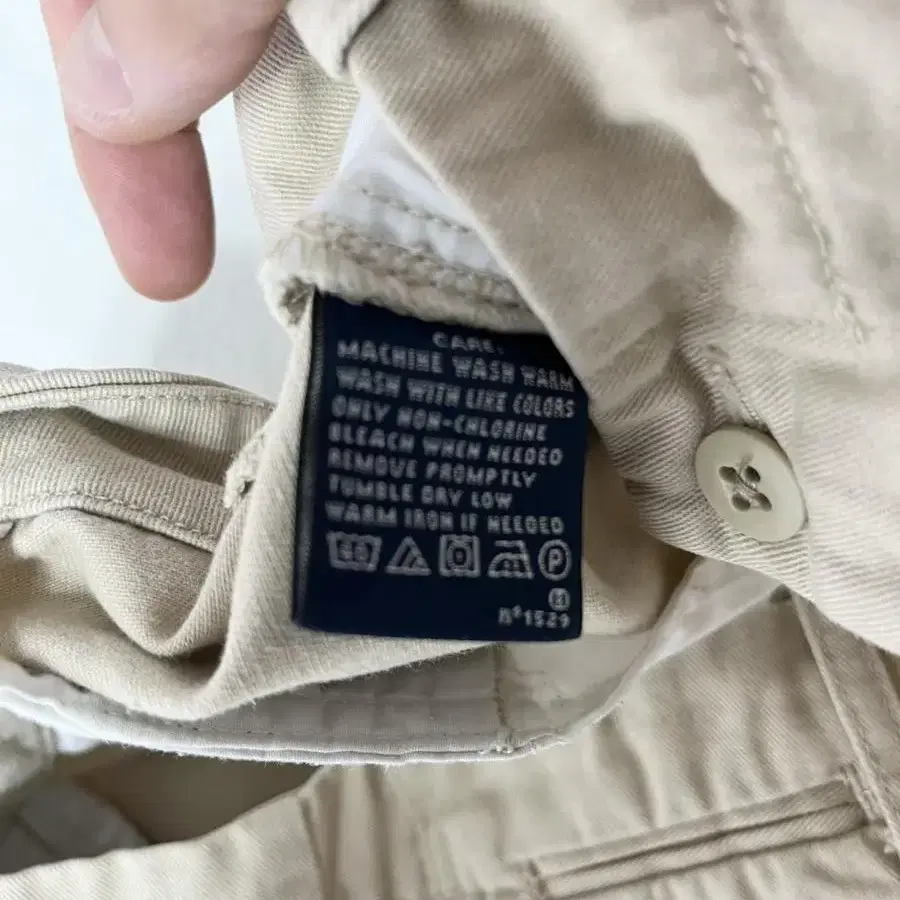 CARE:
MACHINE WASH WARM
WASH WITH LIKE COLORS
ONLY NON-CHLORINE
BLEACH WHEN NEEDED
REMOVE PROMPTLY
TUMBLE DRY LOW
WARM IRON IF NEEDED
P
1529